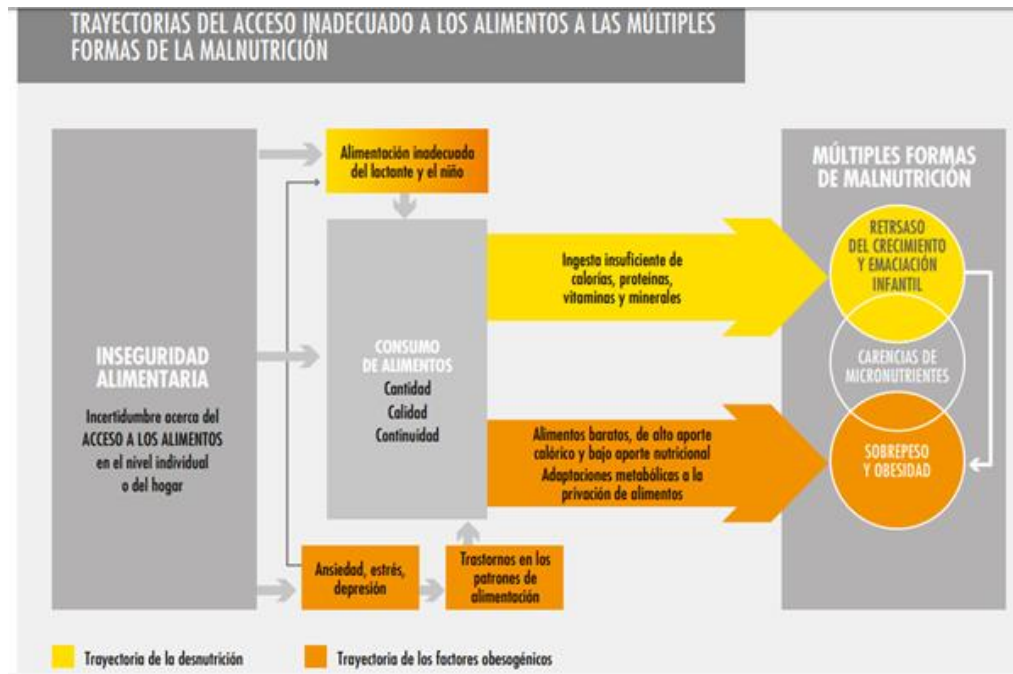 TRAYECTORIAS DEL ACCESO INADECUADO A LOS ALIMENTOS A LAS MÚLTIPLES
FORMAS DE LA MALNUTRICIÓN
INSEGURIDAD
ALIMENTARIA
Incertidumbre acerca del
ACCESO A LOS ALIMENTOS
en el nivel individual
o del hogar
Alimentación inadecuada
del lactante y el niño
CONSUMO
DE ALIMENTOS
Cantidad
Calidad
Continuidad
Ansiedad, estrés,
depresión
Trastornos en los
patrones de
alimentación
Ingesta insuficiente de
calorías, proteínas,
vitaminas y minerales
Alimentos baratos, de alto aporte
calórico y bajo aporte nutricional
Adaptaciones metabólicas a la
privación de alimentos
MÚLTIPLES FORMAS
DE MALNUTRICIÓN
RETRSASO
DEL CRECIMIENTO
Y EMACIACIÓN
INFANTIL
CARENCIAS DE
MICRONUTRIENTES
SOBREPESO
Y OBESIDAD
Trayectoria de la desnutrición
Trayectoria de los factores obesogénicos